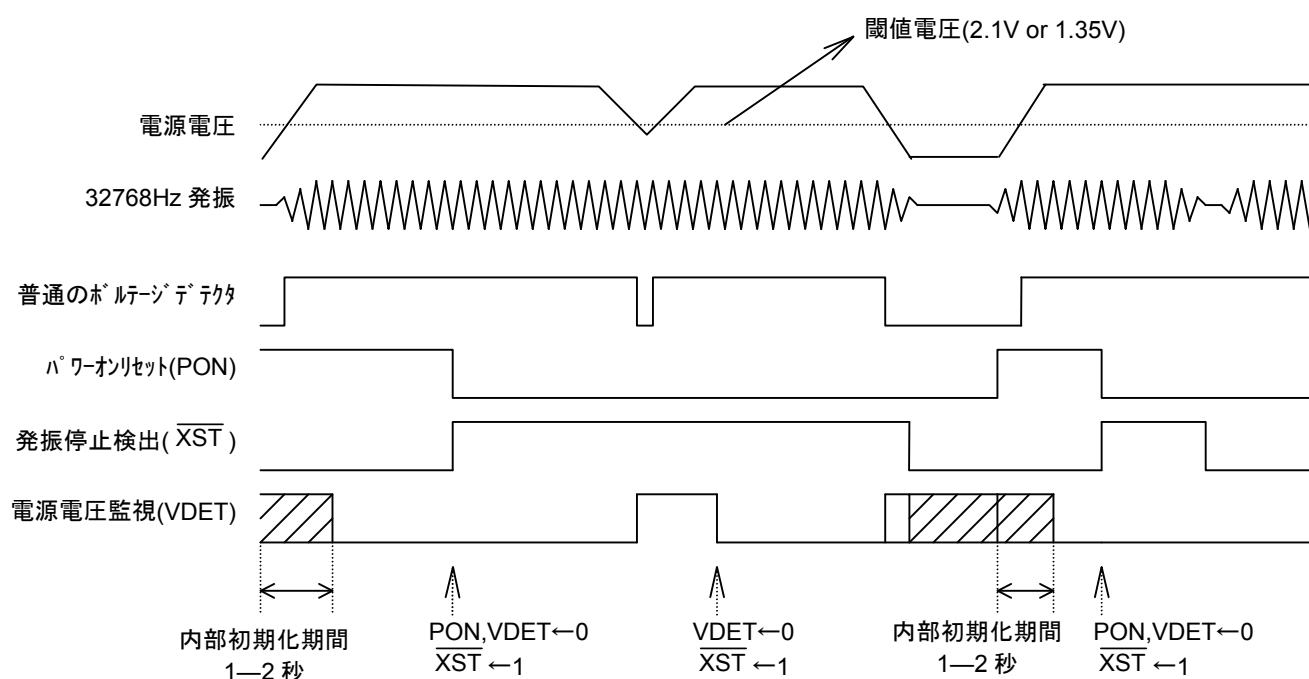 閾値電圧(2.1V or 1.35V)
電源電圧
32768Hz 発振
普通のﾎﾞﾙﾃｰｼﾞﾃﾞﾃｸﾀ
ﾊﾟﾜｰｵﾝﾘｾｯﾄ(PON)
発振停止検出( X̅S̅T̅ )
電源電圧監視(VDET)
内部初期化期間
1―2 秒
PON,VDET←0
X̅S̅T̅ ←1
VDET←0
X̅S̅T̅ ←1
内部初期化期間
1―2 秒
PON,VDET←0
X̅S̅T̅ ←1